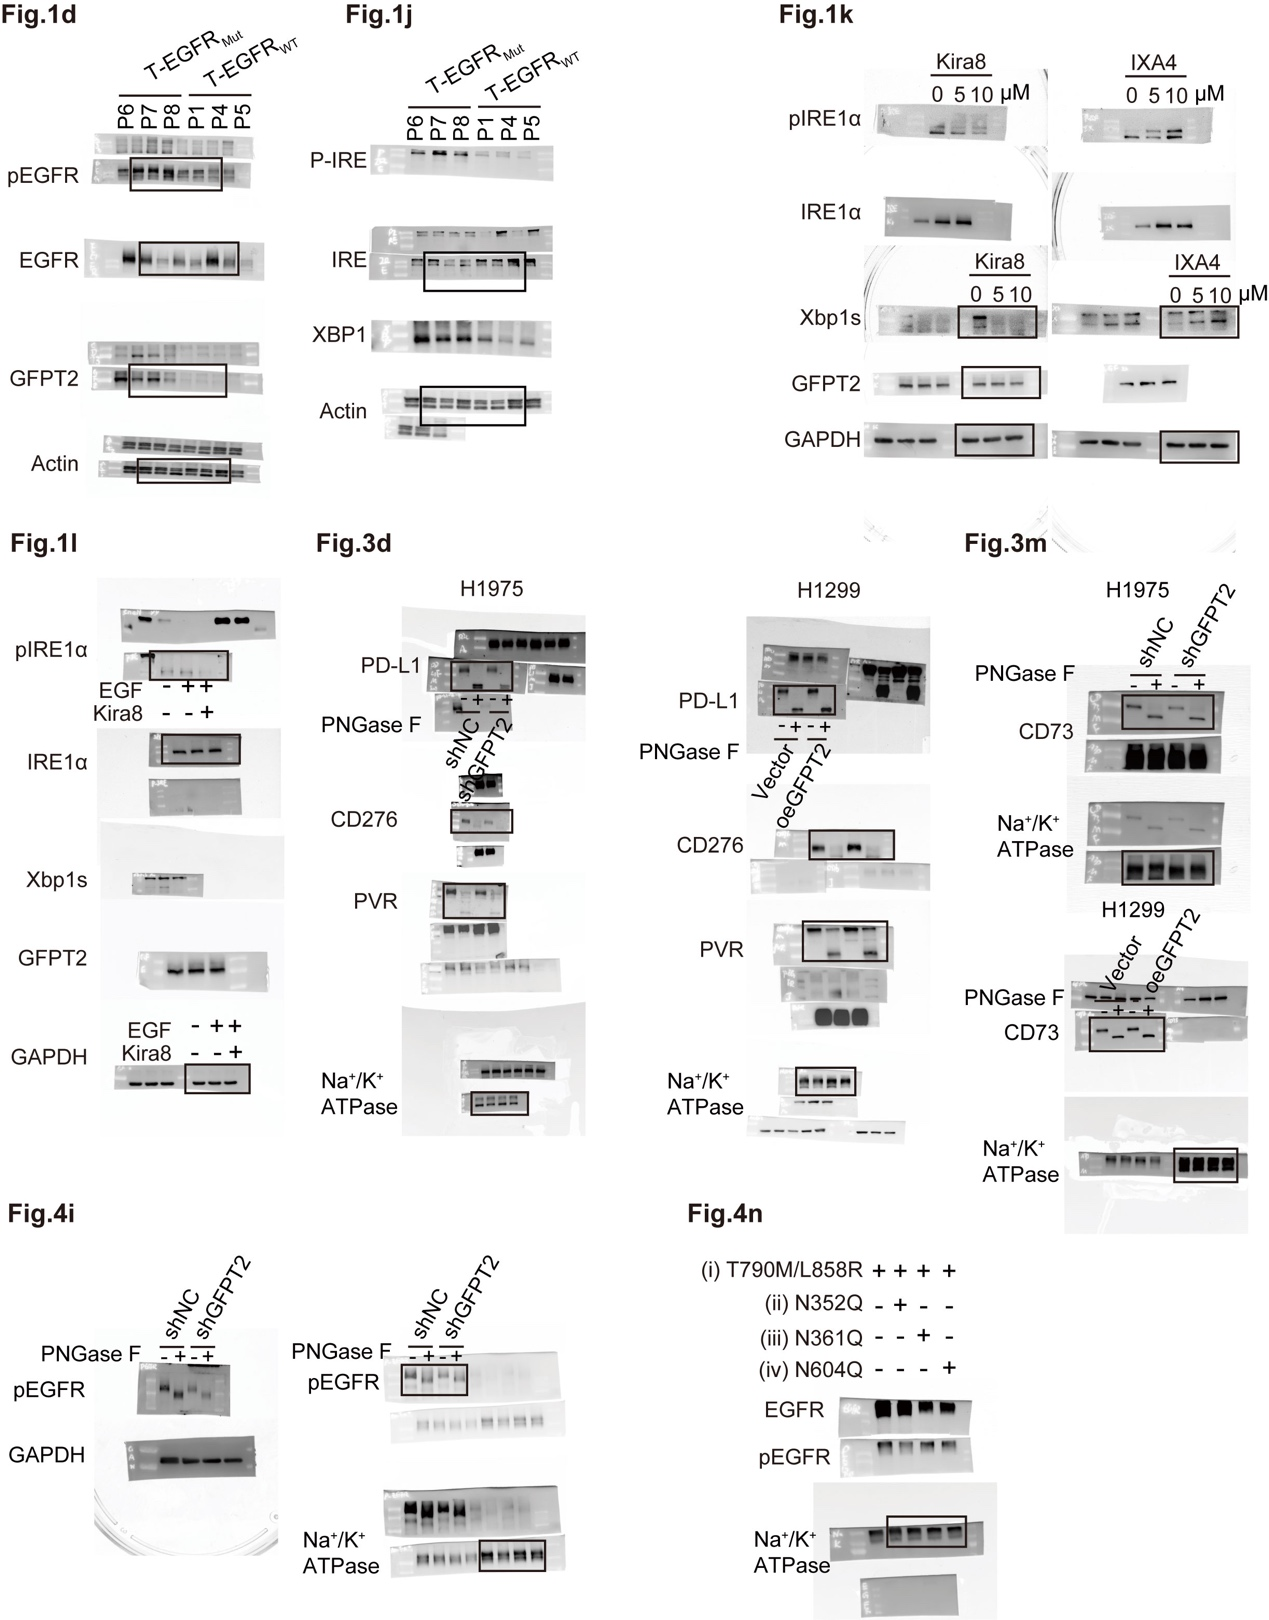 Fig.1d
T-EGFRMut
T-EGFRWT
P6 P7 P8 P1 P4 P5
pEGFR
EGFR
GFPT2
Actin
Fig.1j
T-EGFRMut
T-EGFRWT
P6 P7 P8 P1 P4 P5
P-IRE
IRE
XBP1
Actin
Fig.1k
Kira8
0 5 10 μM
IXA4
0 5 10 μM
pIRE1α
IRE1α
Kira8
0 5 10
IXA4
0 5 10 μM
Xbp1s
GFPT2
GAPDH
Fig.1l
pIRE1α
EGF - + +
Kira8 - - +
IRE1α
Xbp1s
GFPT2
EGF - + +
Kira8 - - +
GAPDH
Fig.3d
H1975
PD-L1
- + - +
PNGase F
shNC
shGFPT2
CD276
PVR
Na⁺/K⁺
ATPase
H1299
PD-L1
- + - +
PNGase F
Vector
oeGFPT2
CD276
PVR
Na⁺/K⁺
ATPase
Fig.3m
H1975
shNC
shGFPT2
PNGase F
- + - +
CD73
Na⁺/K⁺
ATPase
H1299
Vector
oeGFPT2
PNGase F
- + - +
CD73
Na⁺/K⁺
ATPase
Fig.4i
shNC
shGFPT2
PNGase F - + - +
pEGFR
GAPDH
shNC
shGFPT2
PNGase F - + - +
pEGFR
Na⁺/K⁺
ATPase
Fig.4n
(i) T790M/L858R + + + +
(ii) N352Q - + - -
(iii) N361Q - - + -
(iv) N604Q - - - +
EGFR
pEGFR
Na⁺/K⁺
ATPase